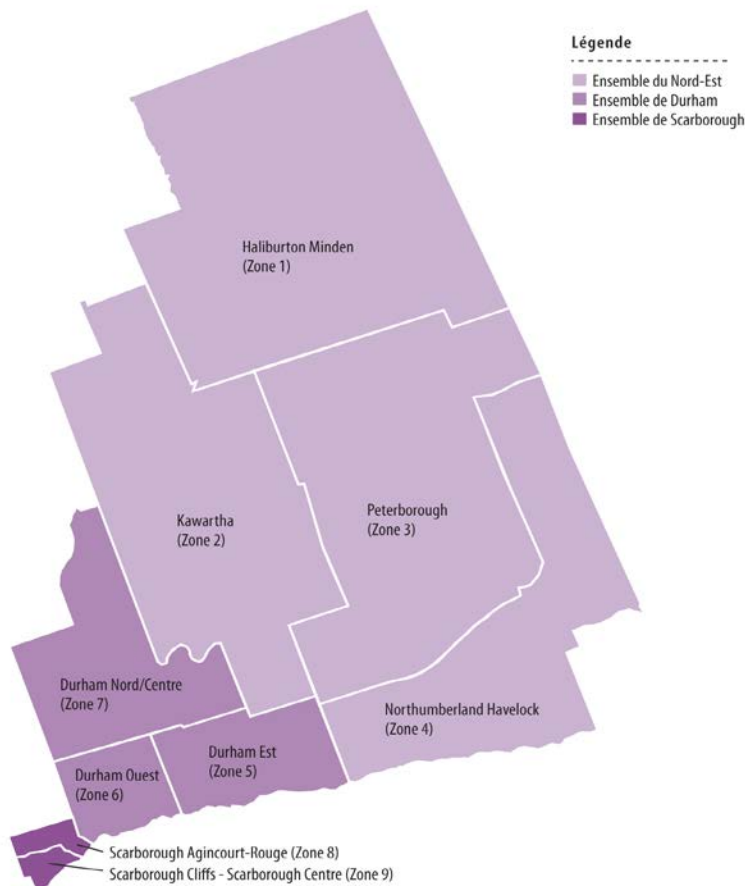 Légende
Ensemble du Nord-Est
Ensemble de Durham
Ensemble de Scarborough
Haliburton Minden
(Zone 1)
Kawartha
(Zone 2)
Peterborough
(Zone 3)
Durham Nord/Centre
(Zone 7)
Northumberland Havelock
(Zone 4)
Durham Est
(Zone 5)
Durham Ouest
(Zone 6)
Scarborough Agincourt-Rouge (Zone 8)
Scarborough Cliffs - Scarborough Centre (Zone 9)